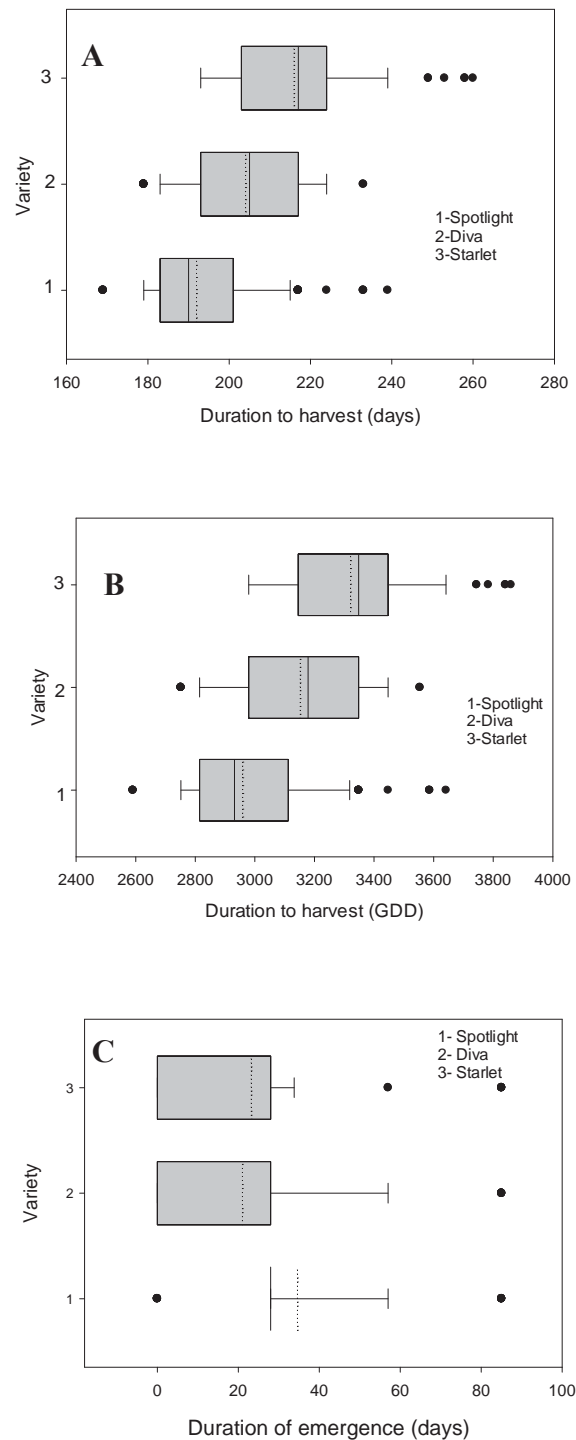 A
Variety
3
2
1
1-Spotlight
2-Diva
3-Starlet
160 180 200 220 240 260 280
Duration to harvest (days)
B
Variety
3
2
1
1-Spotlight
2-Diva
3-Starlet
2400 2600 2800 3000 3200 3400 3600 3800 4000
Duration to harvest (GDD)
C
Variety
3
2
1
1- Spotlight
2- Diva
3- Starlet
0 20 40 60 80 100
Duration of emergence (days)